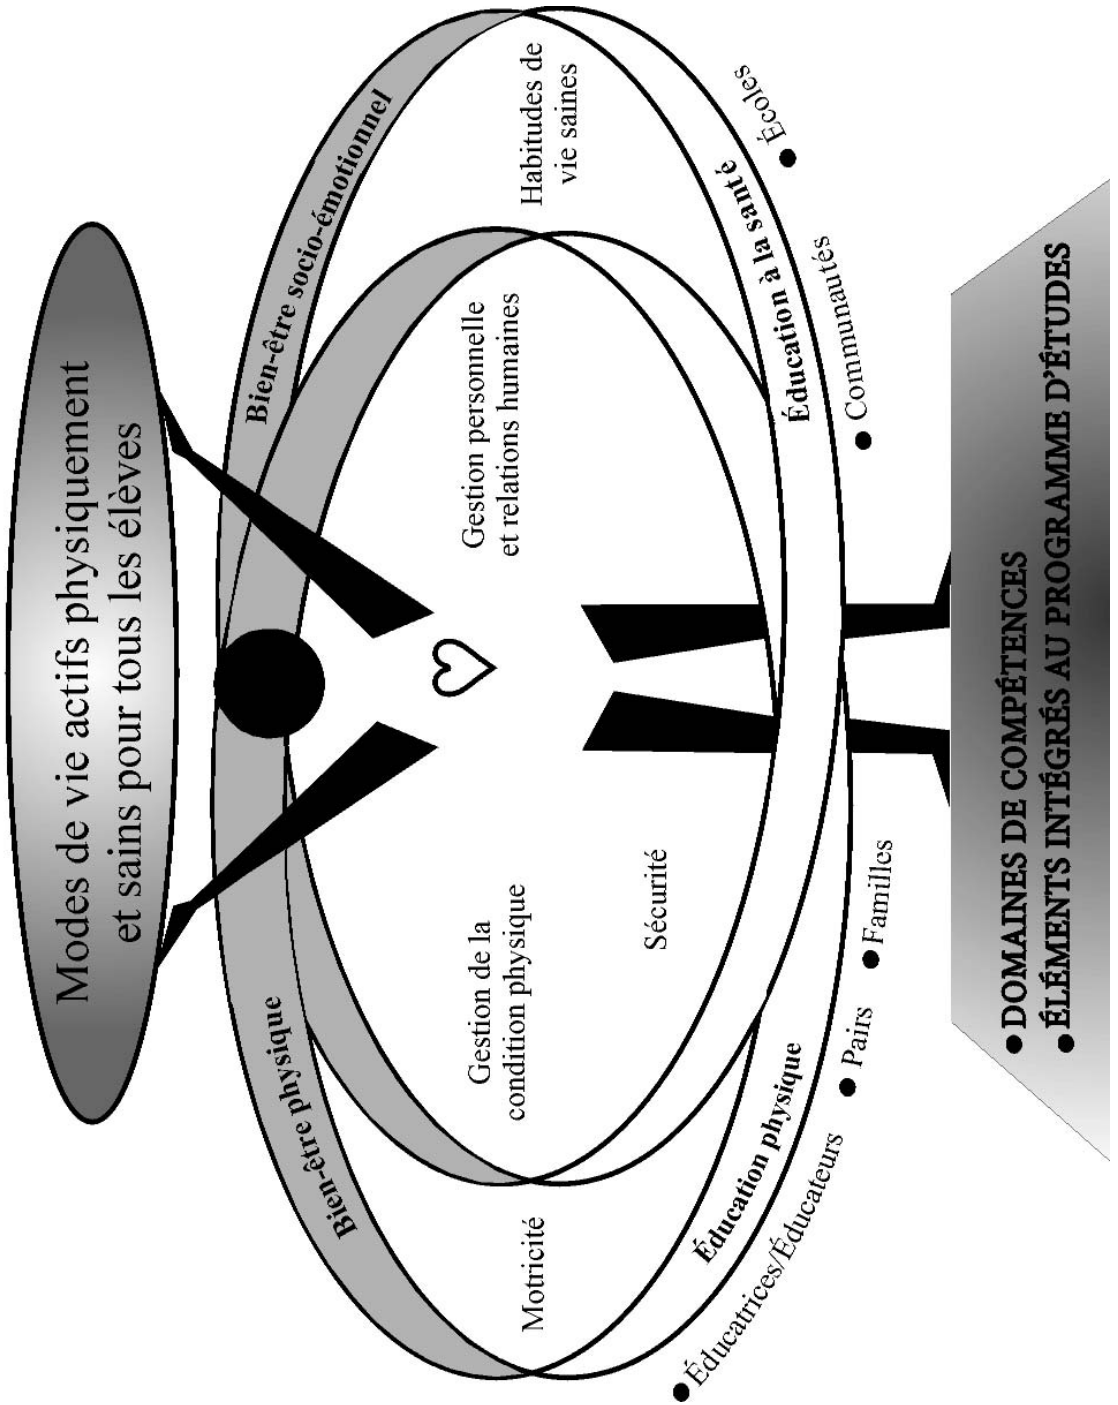 Modes de vie actifs physiquement
et sains pour tous les élèves
Bien-être physique
Bien-être socio-émotionnel
Motricité
Gestion de la
condition physique
Gestion personnelle
et relations humaines
Habitudes de
vie saines
Sécurité
Éducation physique
Éducation à la santé
● Éducatrices/Éducateurs
● Pairs
● Familles
● Communautés
● Écoles
● DOMAINES DE COMPÉTENCES
● ÉLÉMENTS INTÉGRÉS AU PROGRAMME D'ÉTUDES